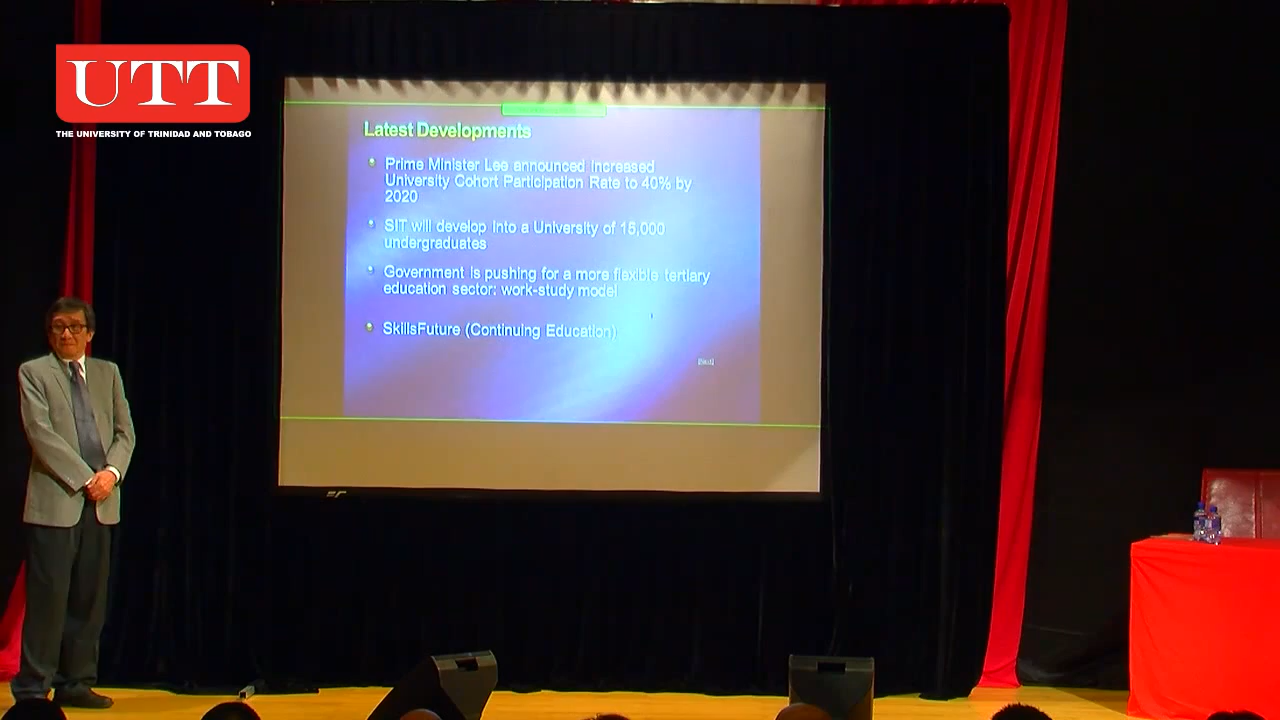 UTT
THE UNIVERSITY OF TRINIDAD AND TOBAGO
Latest Developments
Prime Minister Lee announced increased
University Cohort Participation Rate to 40% by
2020
SIT will develop into a University of 15,000
undergraduates
Government is pushing for a more flexible tertiary
education sector: work-study model
SkillsFuture (Continuing Education)